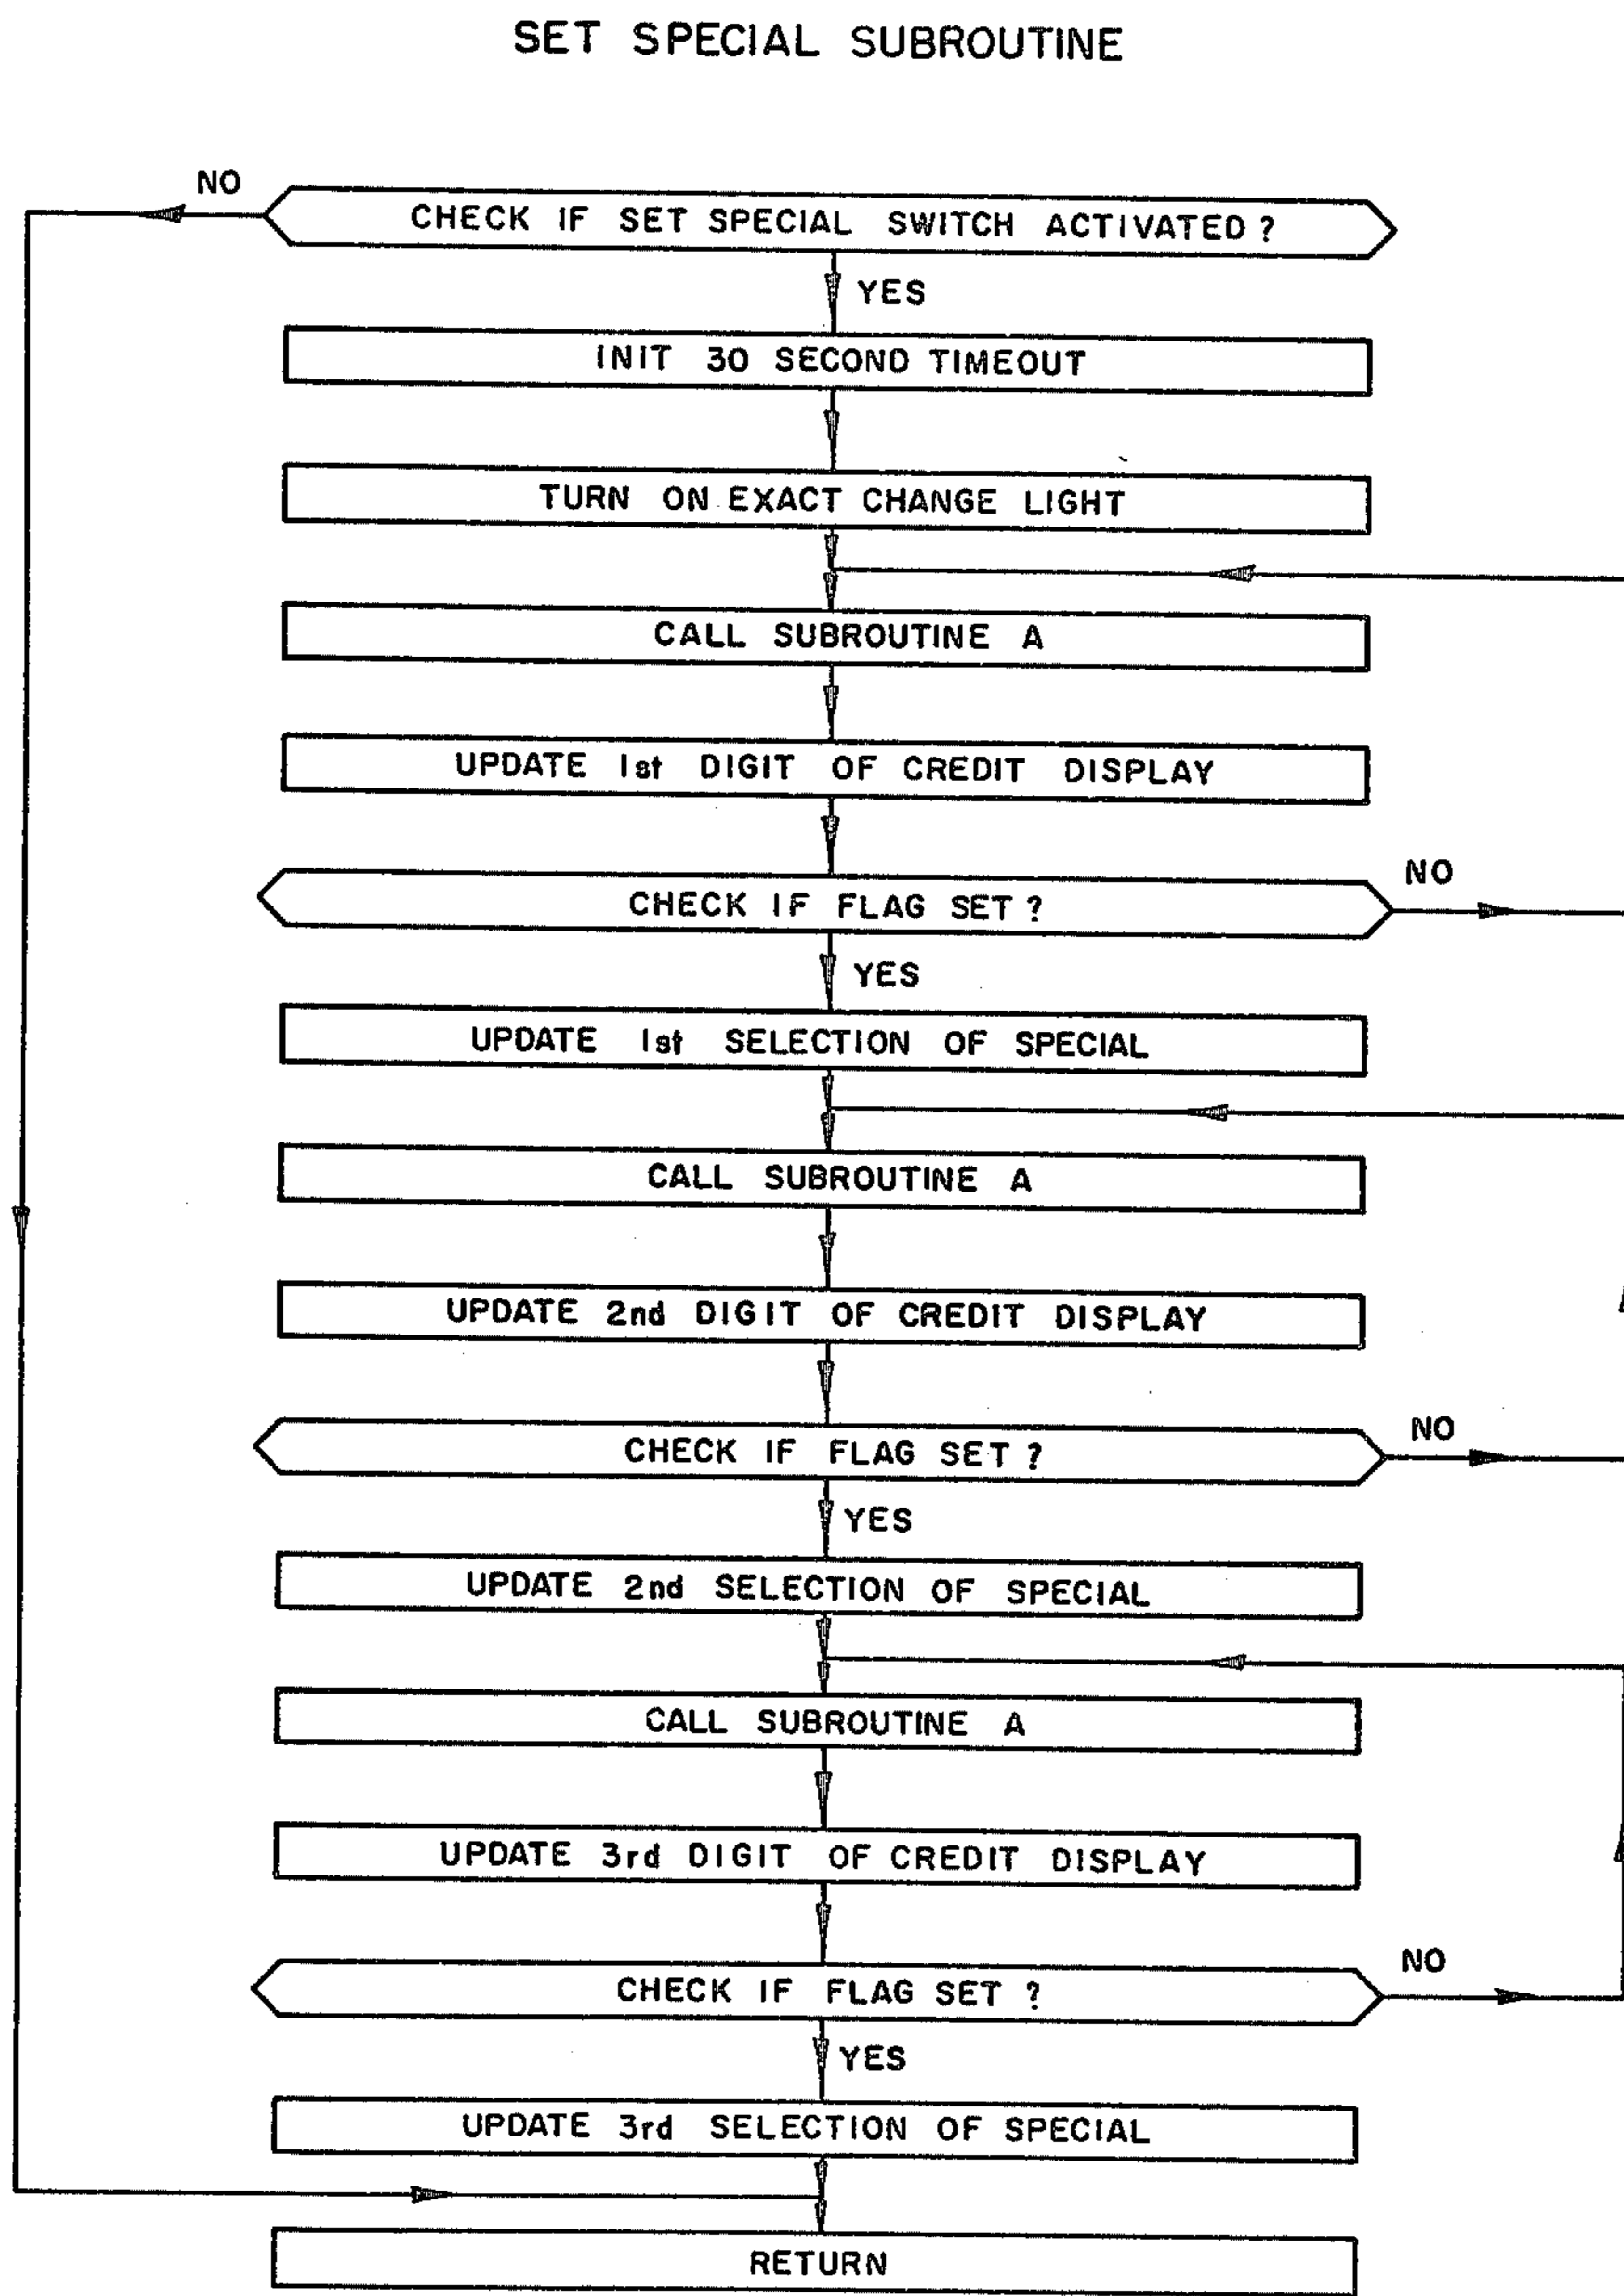 SET SPECIAL SUBROUTINE
NO
CHECK IF SET SPECIAL SWITCH ACTIVATED ?
YES
INIT 30 SECOND TIMEOUT
TURN ON EXACT CHANGE LIGHT
CALL SUBROUTINE A
UPDATE 1st DIGIT OF CREDIT DISPLAY
NO
CHECK IF FLAG SET ?
YES
UPDATE 1st SELECTION OF SPECIAL
CALL SUBROUTINE A
UPDATE 2nd DIGIT OF CREDIT DISPLAY
NO
CHECK IF FLAG SET ?
YES
UPDATE 2nd SELECTION OF SPECIAL
CALL SUBROUTINE A
UPDATE 3rd DIGIT OF CREDIT DISPLAY
NO
CHECK IF FLAG SET ?
YES
UPDATE 3rd SELECTION OF SPECIAL
RETURN